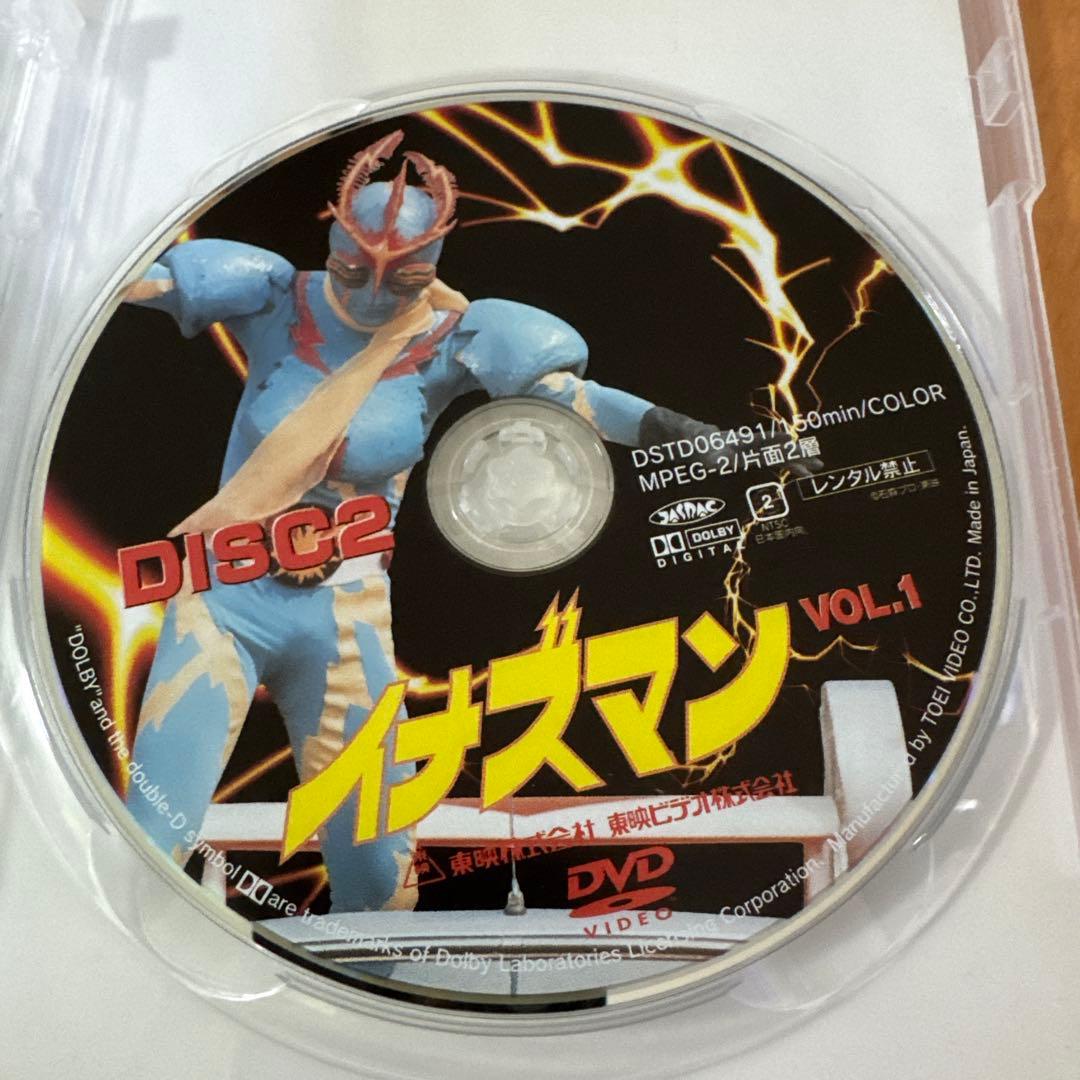 DSTD06491/150min/COLOR
MPEG-2/片面2層
レンタル禁止
©石森プロ・東映
JASRAC
2
NTSC
日本国内向
DOLBY
DIGITAL
DISC2
VOL.1
イナズマン
東映株式会社 東映ビデオ株式会社
DVD
VIDEO
"DOLBY" and the double-D symbol are trademarks of Dolby Laboratories Licensing Corporation. Manufactured by TOEI VIDEO CO.,LTD. Made in Japan.